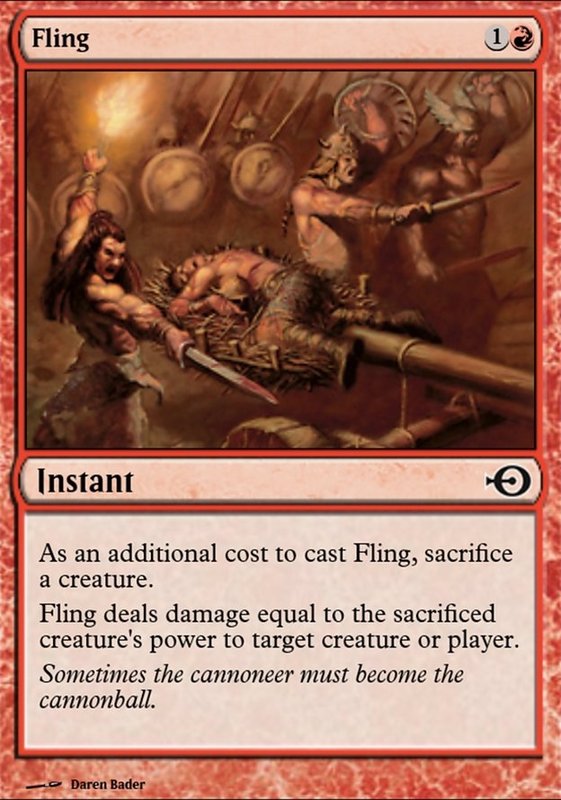 Fling
1
Instant
As an additional cost to cast Fling, sacrifice
a creature.
Fling deals damage equal to the sacrificed
creature's power to target creature or player.
Sometimes the cannoneer must become the
cannonball.
Daren Bader